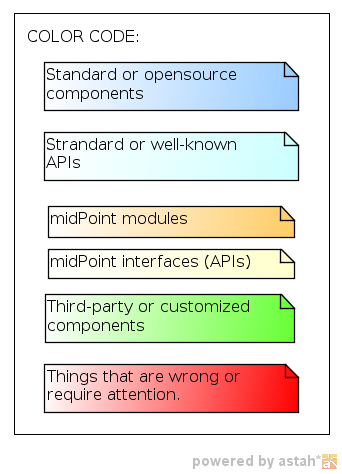 COLOR CODE:
Standard or opensource
components
Strandard or well-known
APIs
midPoint modules
midPoint interfaces (APIs)
Third-party or customized
components
Things that are wrong or
require attention.
powered by astah*